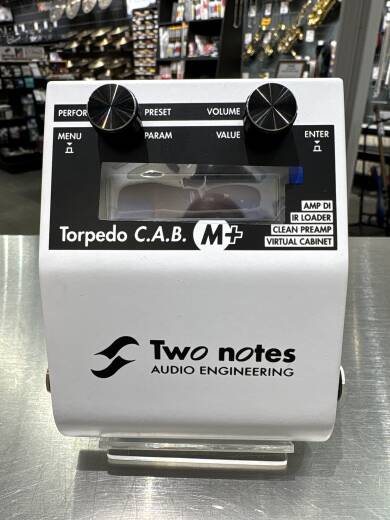 PERFOR PRESET VOLUME
MENU PARAM VALUE ENTER
AMP DI
IR LOADER
CLEAN PREAMP
VIRTUAL CABINET
Torpedo C.A.B. M+
Two notes
AUDIO ENGINEERING